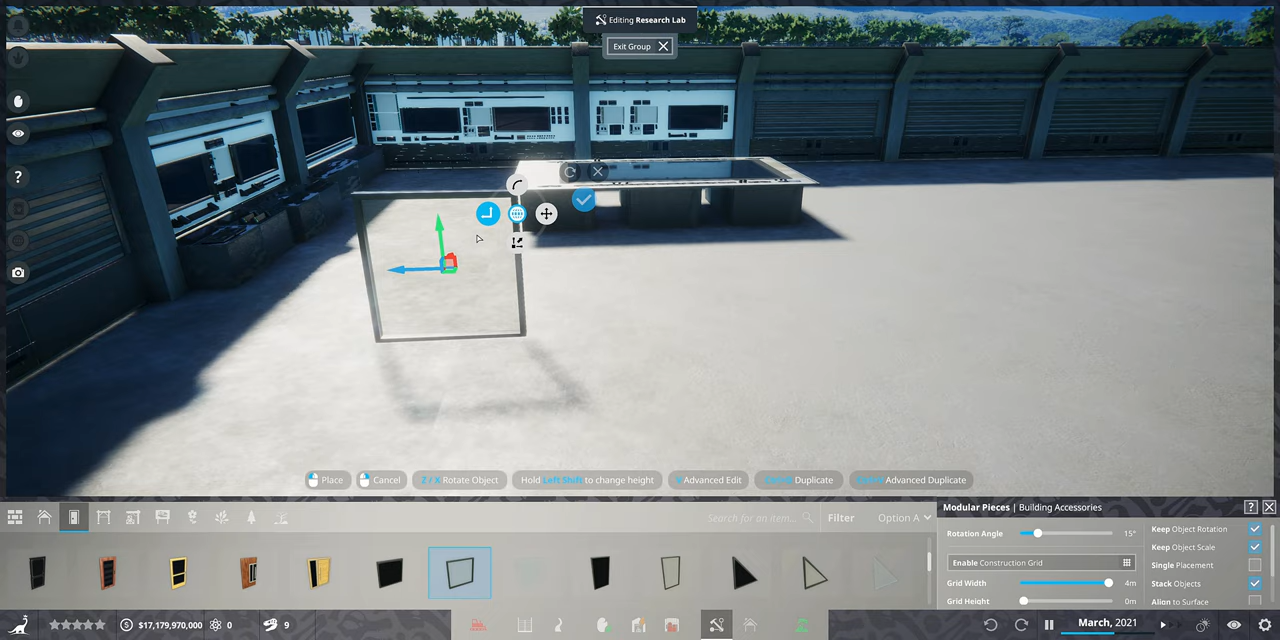 Editing Research Lab
Exit Group
Place
Cancel
Z / X Rotate Object
Hold Left Shift to change height
Advanced Edit
Duplicate
Advanced Duplicate
Search for an item...
Filter
Option A
Modular Pieces | Building Accessories
?
Rotation Angle
15°
Keep Object Rotation
Keep Object Scale
Enable Construction Grid
Single Placement
Grid Width
4m
Stack Objects
Grid Height
0m
Align to Surface
$17,179,970,000
0
9
March, 2021
?